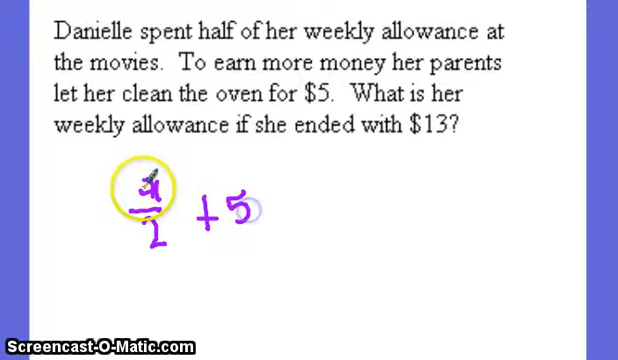 Danielle spent half of her weekly allowance at
the movies. To earn more money her parents
let her clean the oven for $5. What is her
weekly allowance if she ended with $13?
x
2
+ 5
Screencast-O-Matic.com